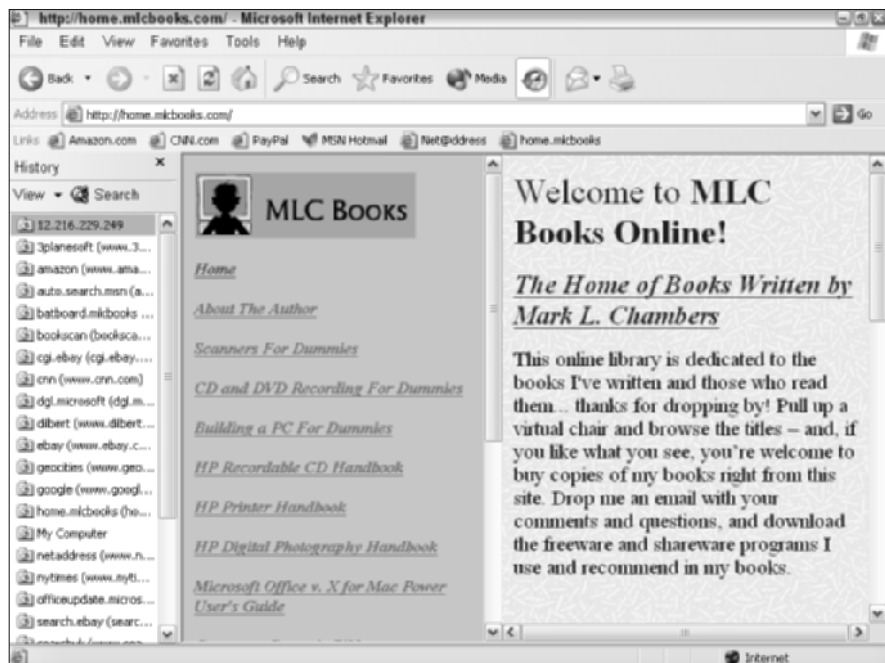 http://home.mlcbooks.com/ - Microsoft Internet Explorer
File Edit View Favorites Tools Help
Back Search Favorites Media
Address http://home.mlcbooks.com/ Go
Links Amazon.com CNN.com PayPal MSN Hotmail Net@ddress home.mlcbooks
History
View Search
12.216.229.249
3planesoft (www.3...
amazon (www.ama...
auto.search.msn (a...
batboard.mlcbooks ...
bookscan (booksca...
cgi.ebay (cgi.ebay....
cnn (www.cnn.com)
dgl.microsoft (dgl.m...
dilbert (www.dilbert...
ebay (www.ebay.c...
geocities (www.geo...
google (www.googl...
home.mlcbooks (ho...
My Computer
netaddress (www.n...
nytimes (www.nyti...
officeupdate.micros...
search.ebay (searc...
MLC BOOKS
Home
About The Author
Scanners For Dummies
CD and DVD Recording For Dummies
Building a PC For Dummies
HP Recordable CD Handbook
HP Printer Handbook
HP Digital Photography Handbook
Microsoft Office v. X for Mac Power
User's Guide
Welcome to MLC
Books Online!
The Home of Books Written by
Mark L. Chambers
This online library is dedicated to the
books I've written and those who read
them... thanks for dropping by! Pull up a
virtual chair and browse the titles – and, if
you like what you see, you're welcome to
buy copies of my books right from this
site. Drop me an email with your
comments and questions, and download
the freeware and shareware programs I
use and recommend in my books.
Internet